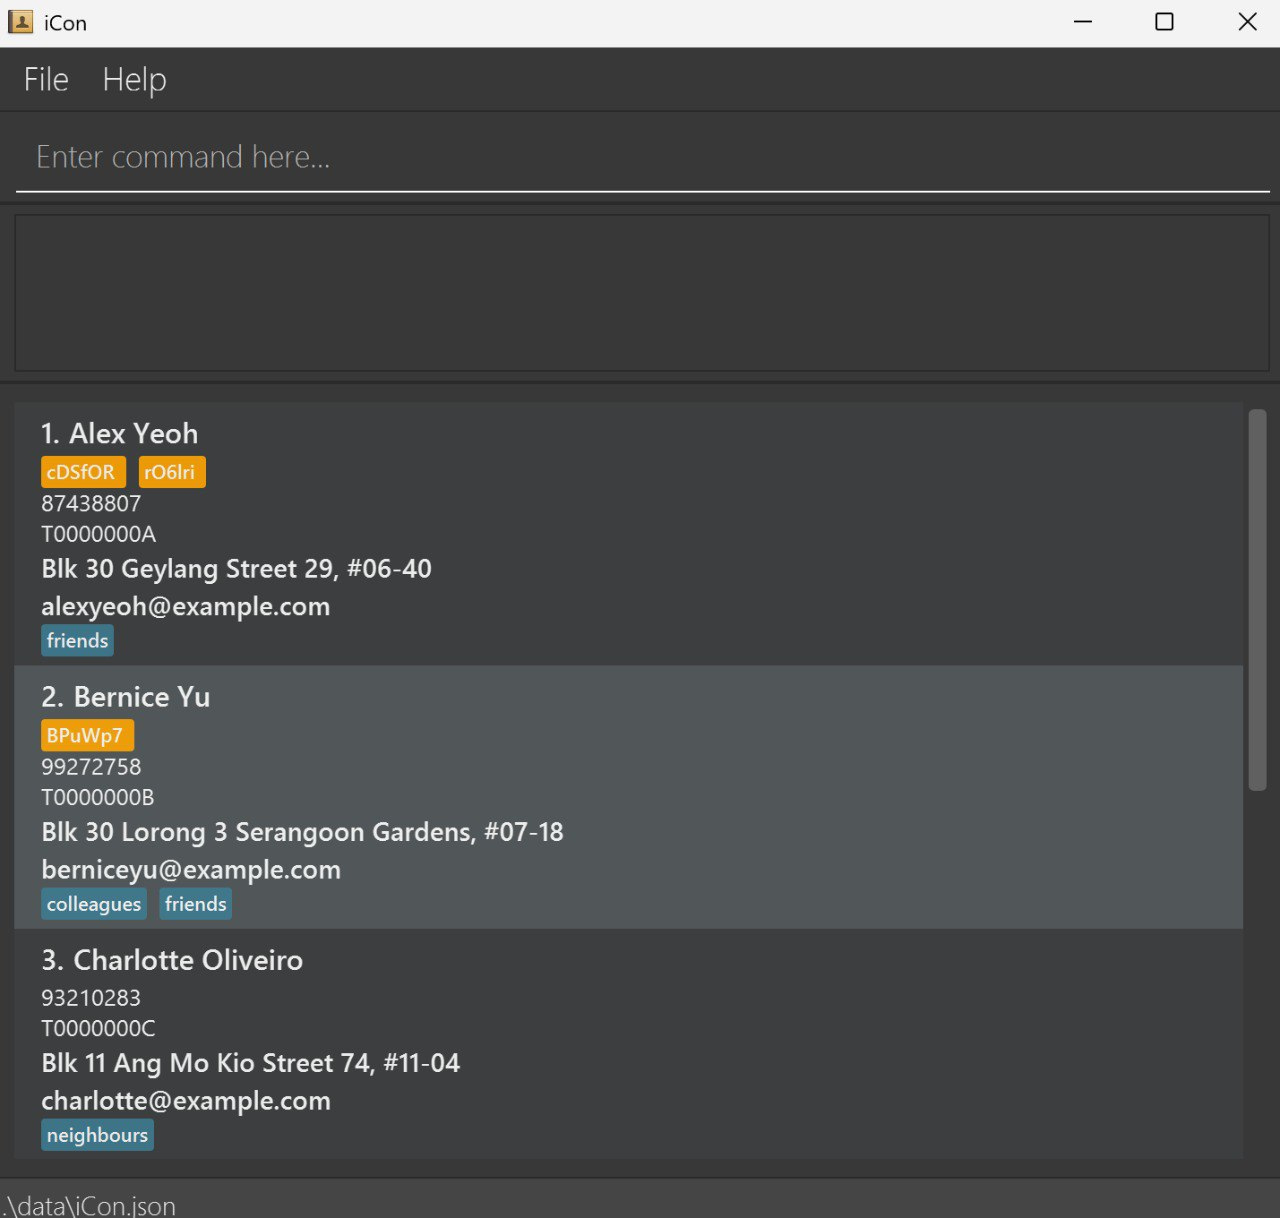 iCon
File Help
Enter command here...
1. Alex Yeoh
cDSfOR rO6lri
87438807
T0000000A
Blk 30 Geylang Street 29, #06-40
alexyeoh@example.com
friends
2. Bernice Yu
BPuWp7
99272758
T0000000B
Blk 30 Lorong 3 Serangoon Gardens, #07-18
berniceyu@example.com
colleagues friends
3. Charlotte Oliveiro
93210283
T0000000C
Blk 11 Ang Mo Kio Street 74, #11-04
charlotte@example.com
neighbours
.\data\iCon.json